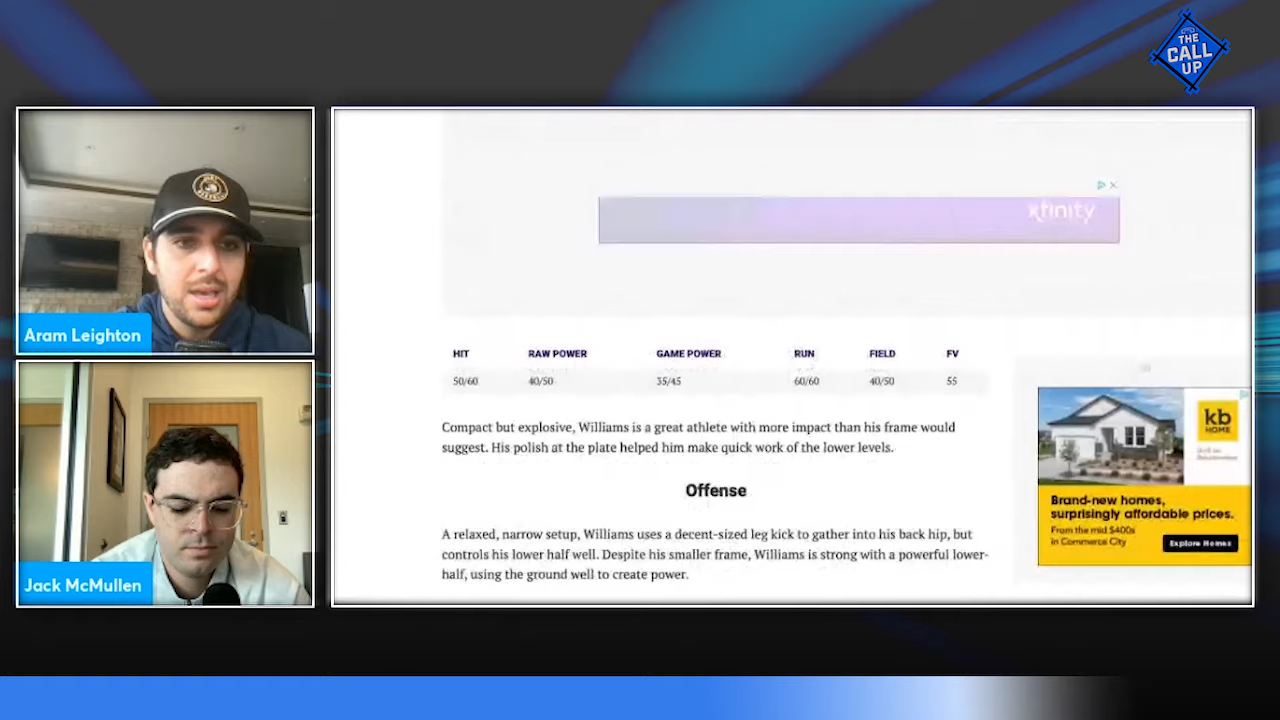 THE
CALL
UP
xfinity
Aram Leighton
HIT RAW POWER GAME POWER RUN FIELD FV
50/60 40/50 35/45 60/60 40/50 55
Compact but explosive, Williams is a great athlete with more impact than his frame would
suggest. His polish at the plate helped him make quick work of the lower levels.
Offense
A relaxed, narrow setup, Williams uses a decent-sized leg kick to gather into his back hip, but
controls his lower half well. Despite his smaller frame, Williams is strong with a powerful lower-
half, using the ground well to create power.
kb
HOME
Brand-new homes,
surprisingly affordable prices.
From the mid $400s
in Commerce City
Explore Homes
Jack McMullen